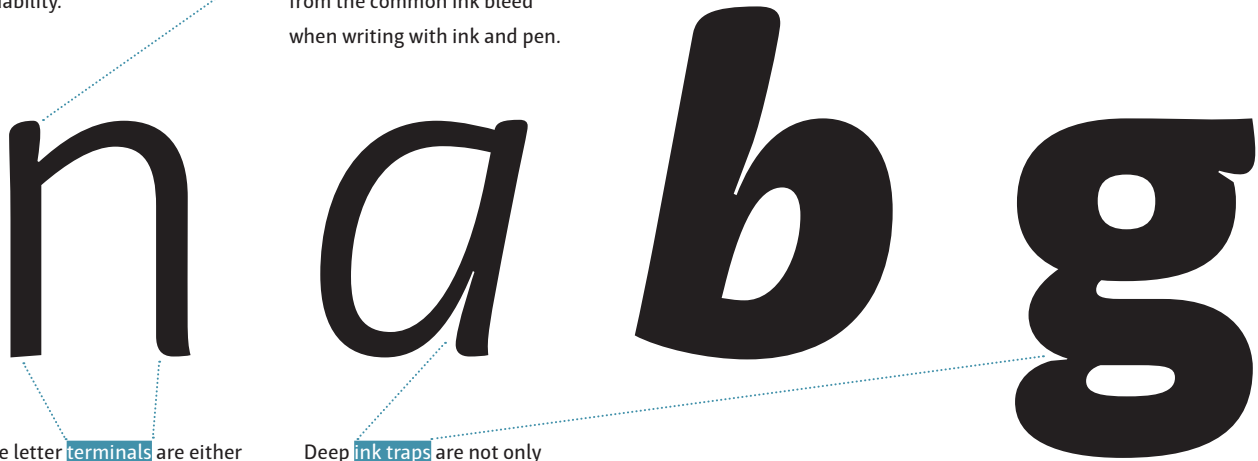 from the common ink bleed
when writing with ink and pen.
n a b g
letter terminals are either
Deep ink traps are not only